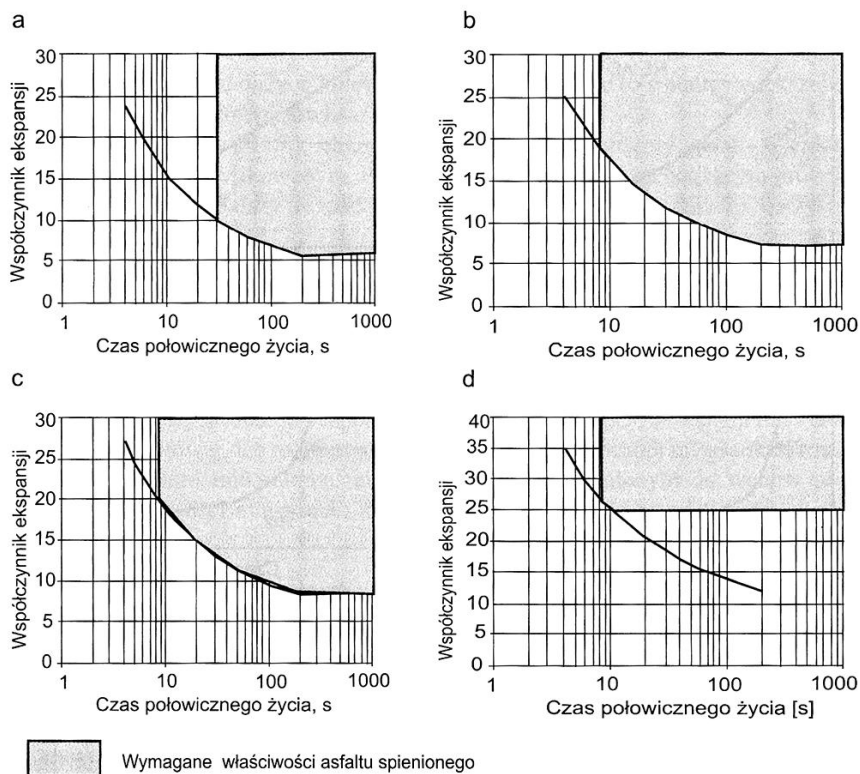 a
Współczynnik ekspansji
30
25
20
15
10
5
0
1 10 100 1000
Czas połowicznego życia, s
b
Współczynnik ekspansji
30
25
20
15
10
5
0
1 10 100 1000
Czas połowicznego życia, s
c
Współczynnik ekspansji
30
25
20
15
10
5
0
1 10 100 1000
Czas połowicznego życia, s
d
Współczynnik ekspansji
40
35
30
25
20
15
10
5
0
1 10 100 1000
Czas połowicznego życia [s]
Wymagane właściwości asfaltu spienionego